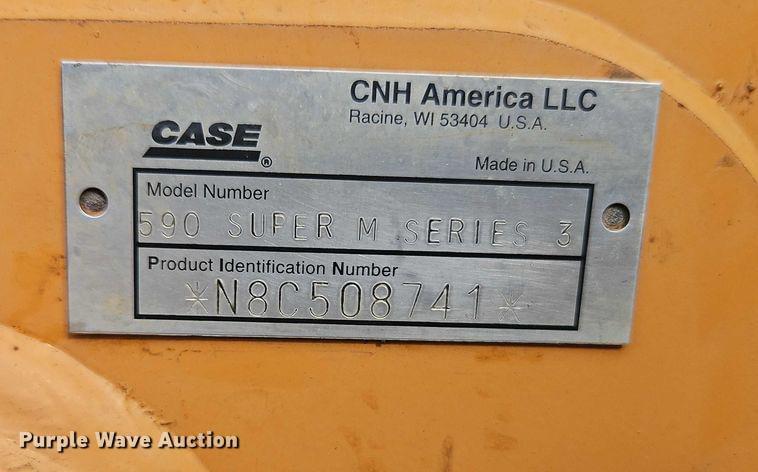 CNH America LLC
Racine, WI 53404 U.S.A.
CASE®
Made in U.S.A.
Model Number
590 SUPER M SERIES 3
Product Identification Number
*N8C508741*
Purple Wave Auction